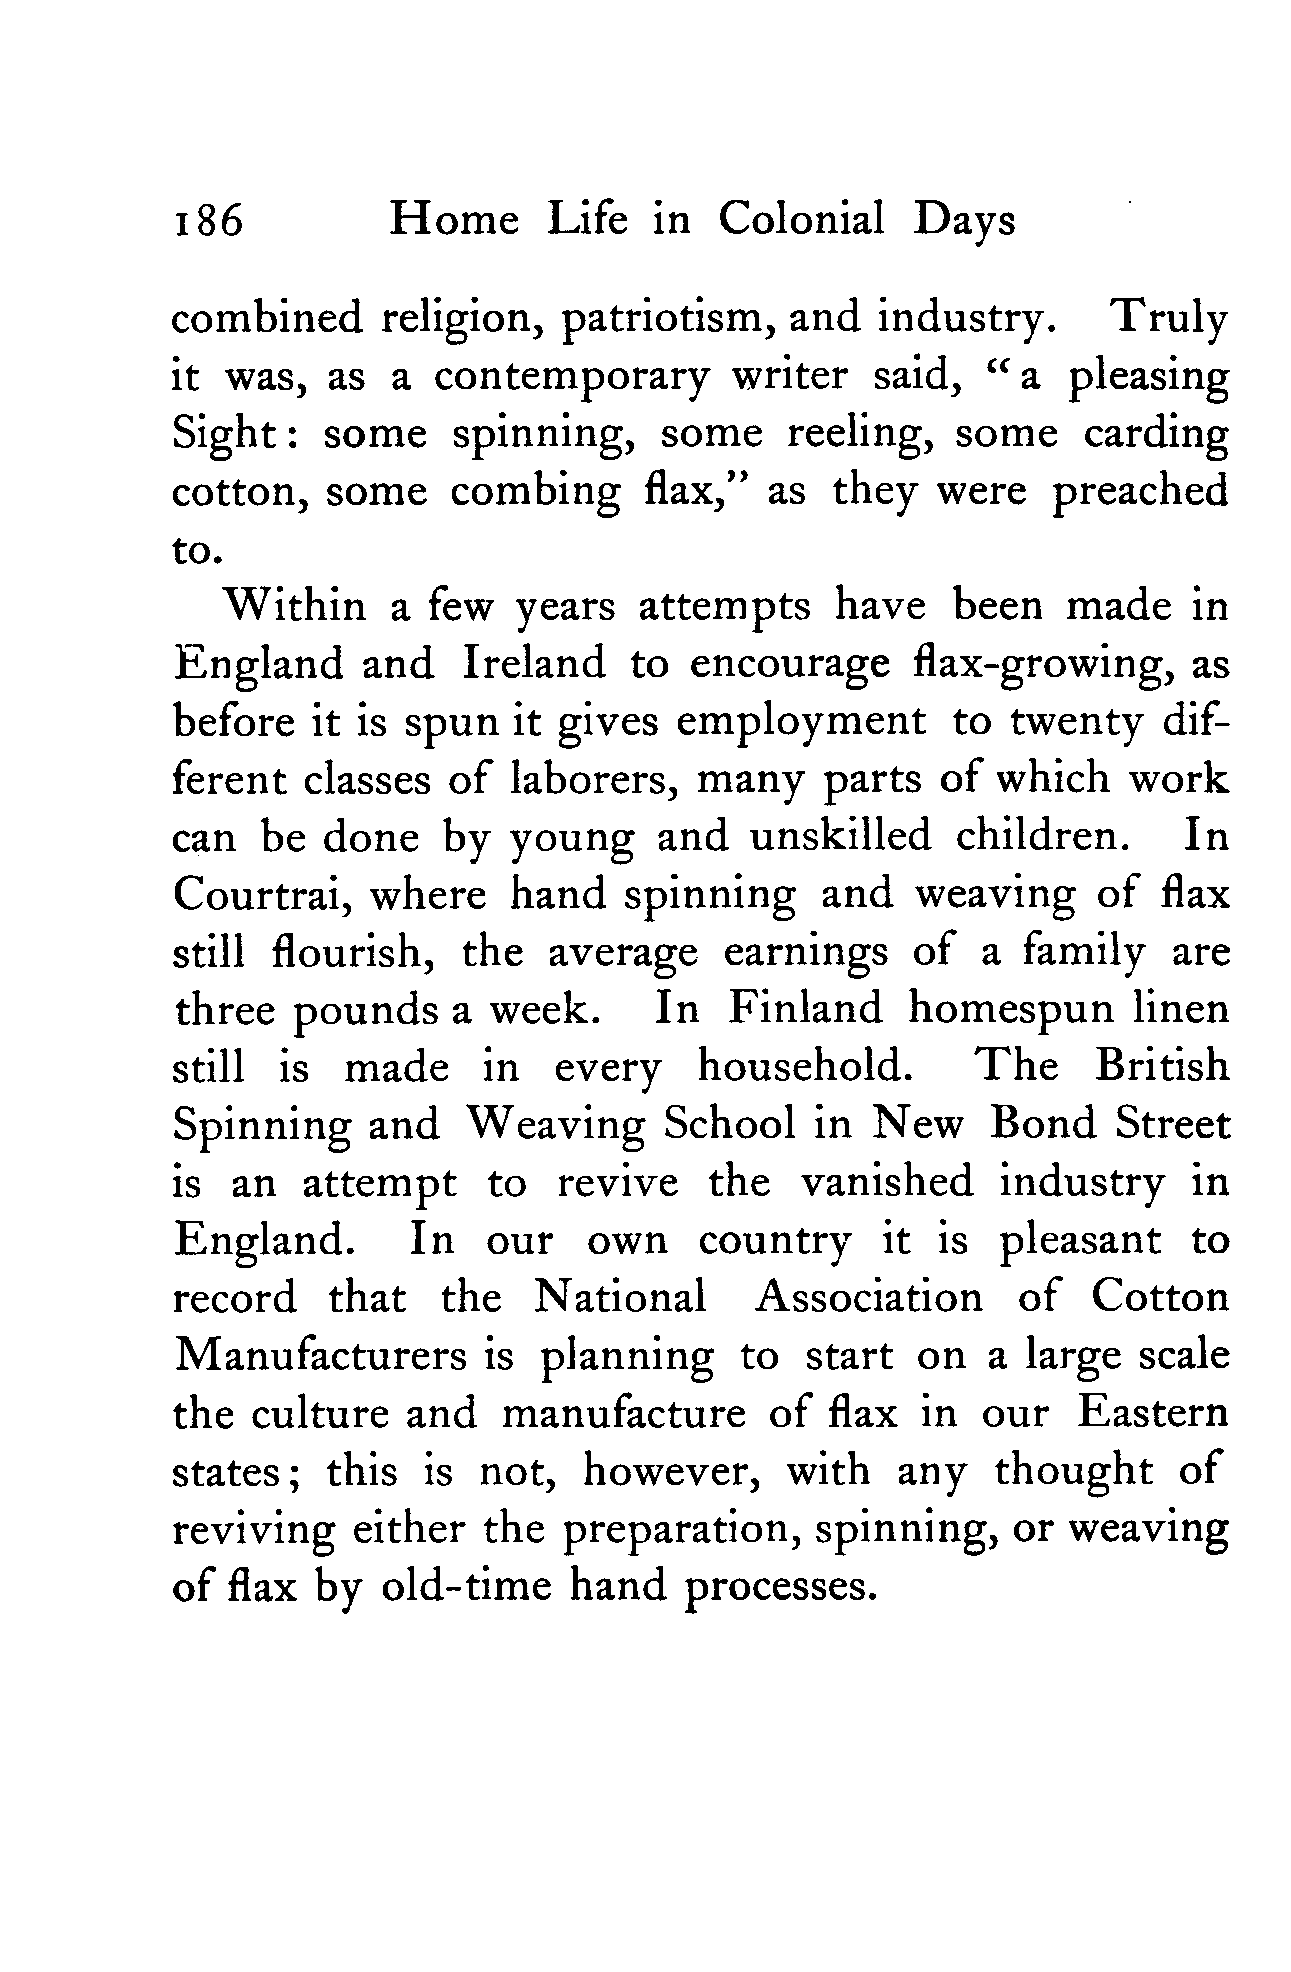 186 Home Life in Colonial Days
combined religion, patriotism, and industry. Truly
it was, as a contemporary writer said, “a pleasing
Sight: some spinning, some reeling, some carding
cotton, some combing flax,” as they were preached
to.
Within a few years attempts have been made in
England and Ireland to encourage flax-growing, as
before it is spun it gives employment to twenty dif-
ferent classes of laborers, many parts of which work
can be done by young and unskilled children. In
Courtrai, where hand spinning and weaving of flax
still flourish, the average earnings of a family are
three pounds a week. In Finland homespun linen
still is made in every household. The British
Spinning and Weaving School in New Bond Street
is an attempt to revive the vanished industry in
England. In our own country it is pleasant to
record that the National Association of Cotton
Manufacturers is planning to start on a large scale
the culture and manufacture of flax in our Eastern
states; this is not, however, with any thought of
reviving either the preparation, spinning, or weaving
of flax by old-time hand processes.